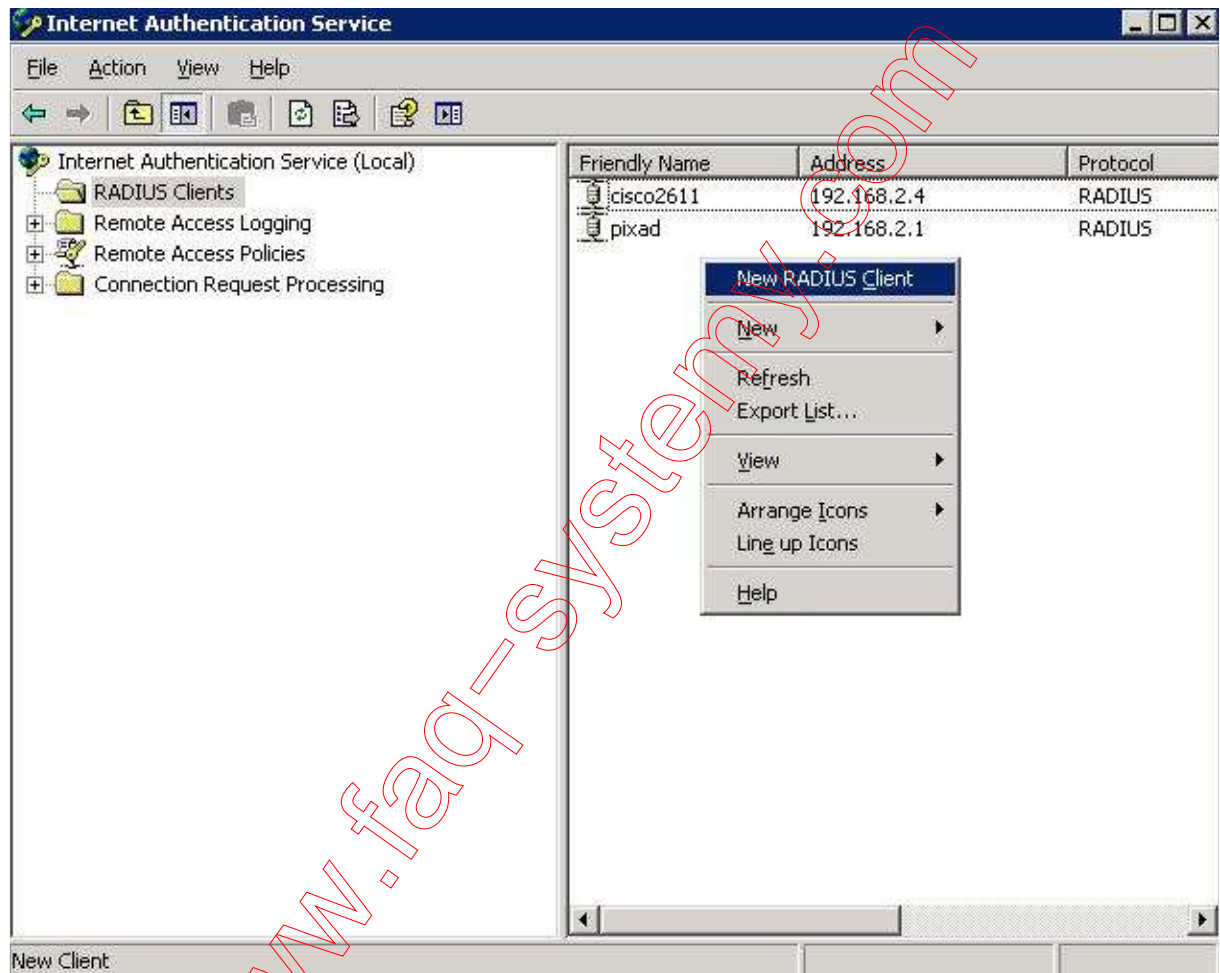 Internet Authentication Service
File Action View Help
Internet Authentication Service (Local)
RADIUS Clients
Remote Access Logging
Remote Access Policies
Connection Request Processing
Friendly Name Address Protocol
cisco2611 192.168.2.4 RADIUS
pixad 192.168.2.1 RADIUS
New RADIUS Client
New
Refresh
Export List...
View
Arrange Icons
Line up Icons
Help
New Client
ww.faq-systemy.com